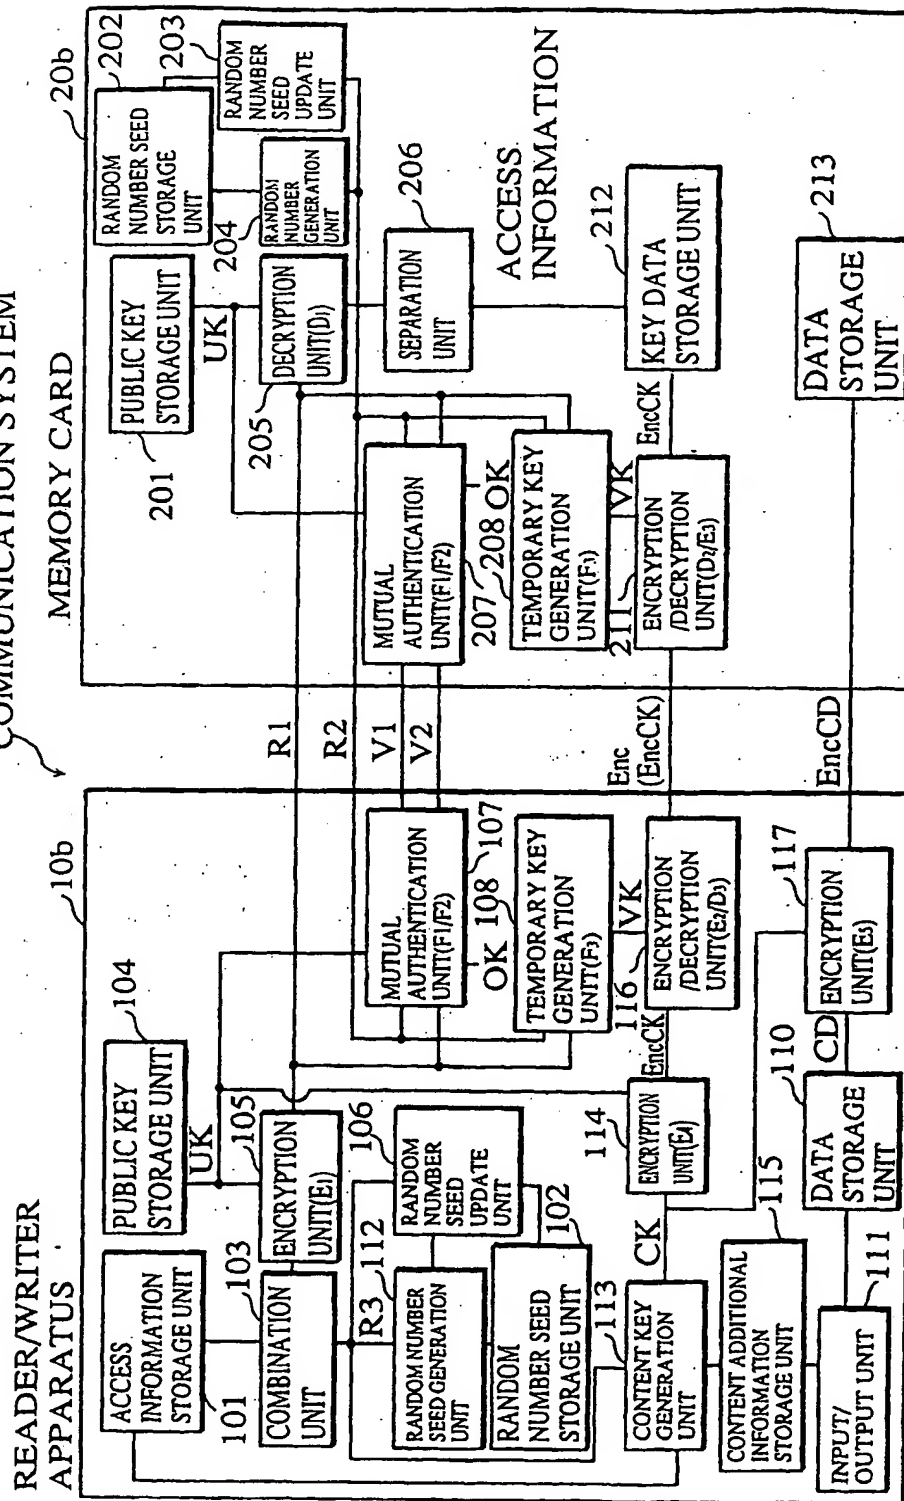 COMMUNICATION SYSTEM
READER/WRITER
APPARATUS
10b
ACCESS
INFORMATION
STORAGE UNIT
101
PUBLIC KEY
STORAGE UNIT
104
UK
103
COMBINATION
UNIT
105
ENCRYPTION
UNIT(E1)
R3
112
RANDOM NUMBER
SEED GENERATION
UNIT
106
RANDOM
NUMBER
SEED
UPDATE
UNIT
102
RANDOM
NUMBER SEED
STORAGE UNIT
113
MUTUAL
AUTHENTICATION
UNIT(F1/F2)
107
OK
108
TEMPORARY KEY
GENERATION
UNIT(F3)
VK
116
ENCRYPTION
/DECRYPTION
UNIT(E2/D3)
EncCK
114
ENCRYPTION
UNIT(E4)
CK
CONTENT KEY
GENERATION
UNIT
115
CONTENT ADDITIONAL
INFORMATION
STORAGE UNIT
111
INPUT/
OUTPUT UNIT
110
DATA
STORAGE
UNIT
CD
117
ENCRYPTION
UNIT(E5)
R1
R2
V1
V2
Enc
(EncCK)
EncCD
MEMORY CARD
20b
201
PUBLIC KEY
STORAGE UNIT
UK
202
RANDOM
NUMBER SEED
STORAGE
UNIT
203
RANDOM
NUMBER
SEED
UPDATE
UNIT
204
RANDOM
NUMBER
GENERATION
UNIT
205
DECRYPTION
UNIT(D1)
206
SEPARATION
UNIT
ACCESS
INFORMATION
MUTUAL
AUTHENTICATION
UNIT(F1/F2)
207
OK
208
TEMPORARY KEY
GENERATION
UNIT(F3)
VK
211
ENCRYPTION
/DECRYPTION
UNIT(D2/E3)
EncCK
212
KEY DATA
STORAGE UNIT
213
DATA
STORAGE
UNIT